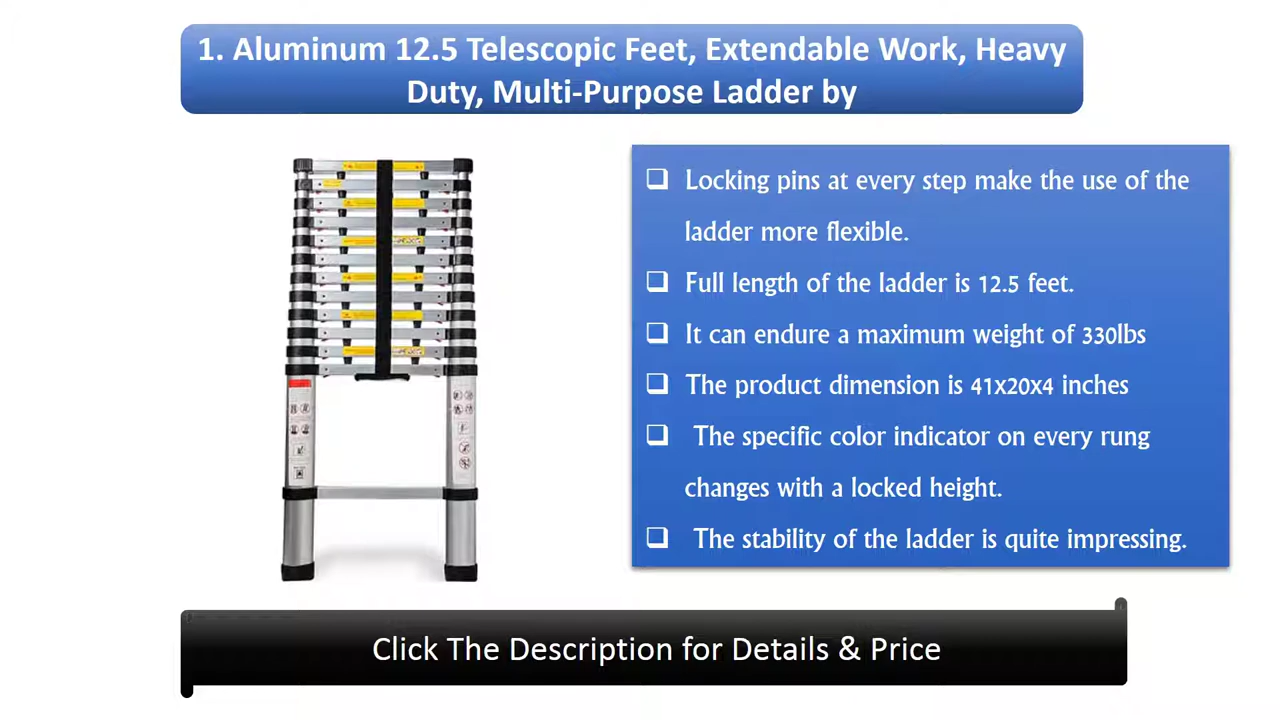 1. Aluminum 12.5 Telescopic Feet, Extendable Work, Heavy
Duty, Multi-Purpose Ladder by
Locking pins at every step make the use of the
ladder more flexible.
Full length of the ladder is 12.5 feet.
It can endure a maximum weight of 330lbs
The product dimension is 41x20x4 inches
The specific color indicator on every rung
changes with a locked height.
The stability of the ladder is quite impressing.
Click The Description for Details & Price